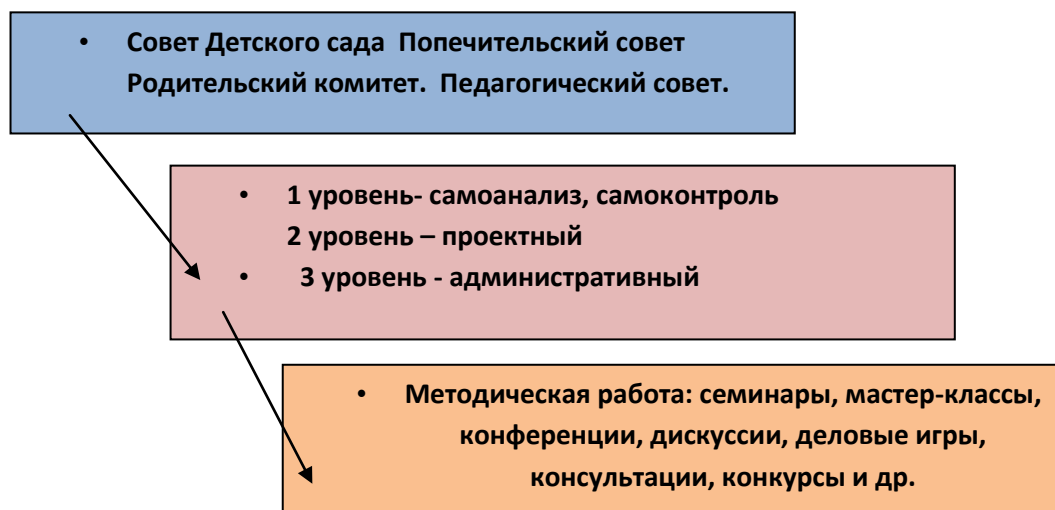 • Совет Детского сада Попечительский совет
Родительский комитет. Педагогический совет.
• 1 уровень- самоанализ, самоконтроль
2 уровень – проектный
• 3 уровень - административный
• Методическая работа: семинары, мастер-классы,
конференции, дискуссии, деловые игры,
консультации, конкурсы и др.